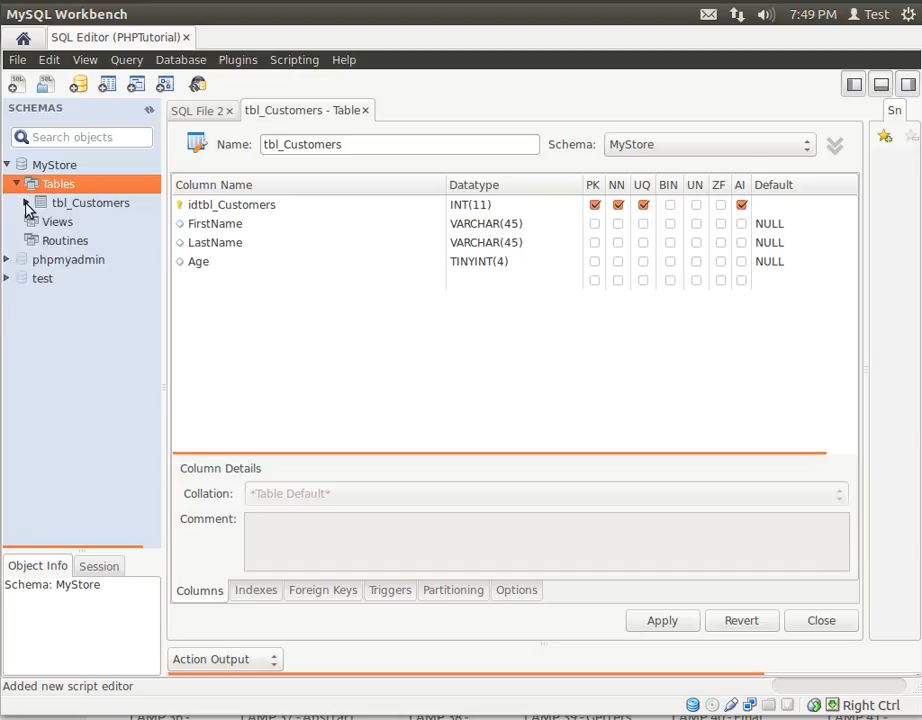 MySQL Workbench
7:49 PM Test
SQL Editor (PHPTutorial) ×
File Edit View Query Database Plugins Scripting Help
SCHEMAS
Search objects
MyStore
Tables
tbl_Customers
Views
Routines
phpmyadmin
test
SQL File 2 ×
tbl_Customers - Table ×
Sn
Name: tbl_Customers Schema: MyStore
Column Name Datatype PK NN UQ BIN UN ZF AI Default
idtbl_Customers INT(11)
FirstName VARCHAR(45) NULL
LastName VARCHAR(45) NULL
Age TINYINT(4) NULL
Column Details
Collation: *Table Default*
Comment:
Columns Indexes Foreign Keys Triggers Partitioning Options
Apply Revert Close
Object Info Session
Schema: MyStore
Action Output
Added new script editor
Right Ctrl